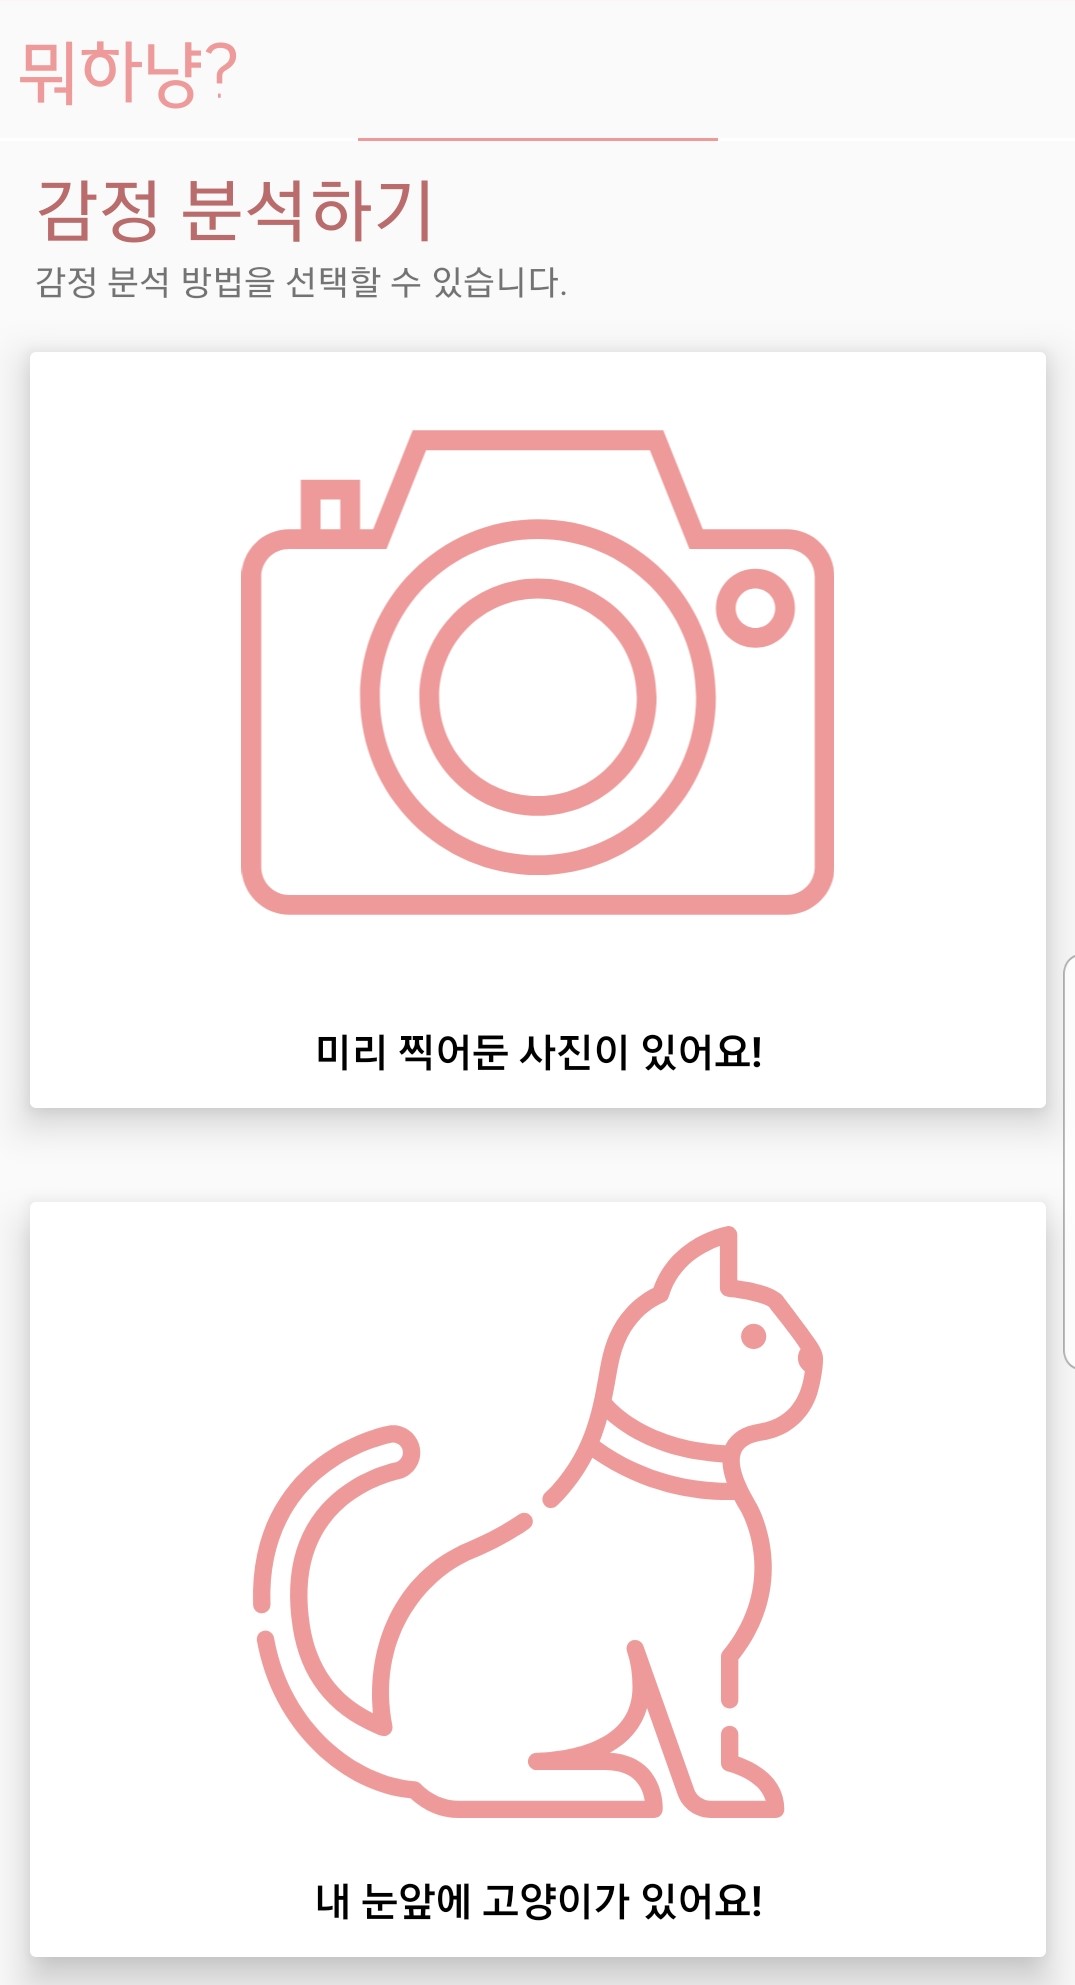 뭐하냥?
감정 분석하기
감정 분석 방법을 선택할 수 있습니다.
미리 찍어둔 사진이 있어요!
내 눈앞에 고양이가 있어요!